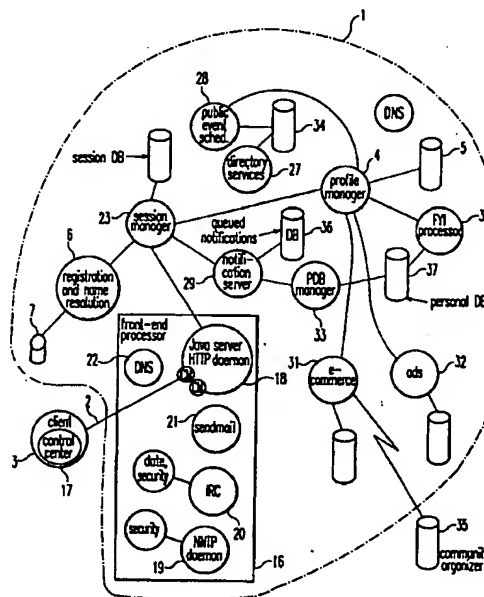 1
28
public
event
sched.
34
DNS
session DB
directory
services
27
4
5
profile
manager
23
session
manager
queued
notifications
DB
36
FYI
processor
6
registration
and name
resolution
notifi-
cation
server
29
PDB
manager
33
37
personal DB
7
front-end
processor
22
DNS
Java server
HTTP daemon
18
31
e-
commerce
ads
32
2
client
control
center
3
17
21
sendmail
security
IRC
20
security
NNTP
daemon
19
16
35
community
organizer